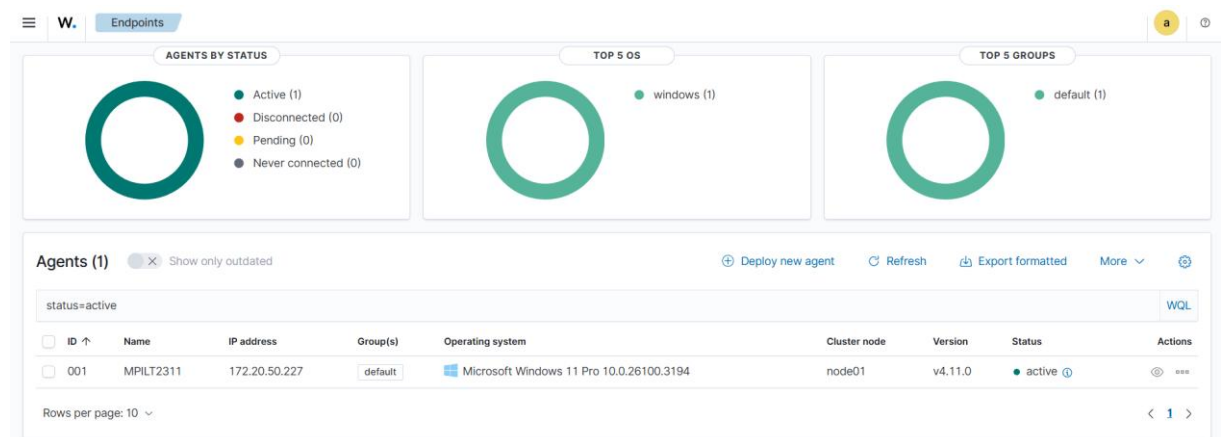 W. Endpoints a
AGENTS BY STATUS
Active (1)
Disconnected (0)
Pending (0)
Never connected (0)
TOP 5 OS
windows (1)
TOP 5 GROUPS
default (1)
Agents (1) Show only outdated Deploy new agent Refresh Export formatted More
status=active WQL
ID Name IP address Group(s) Operating system Cluster node Version Status Actions
001 MPILT2311 172.20.50.227 default Microsoft Windows 11 Pro 10.0.26100.3194 node01 v4.11.0 active
Rows per page: 10 1